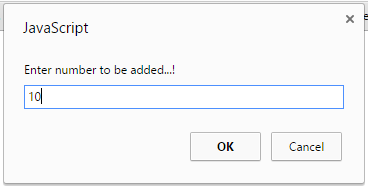 JavaScript
Enter number to be added...!
10
OK Cancel